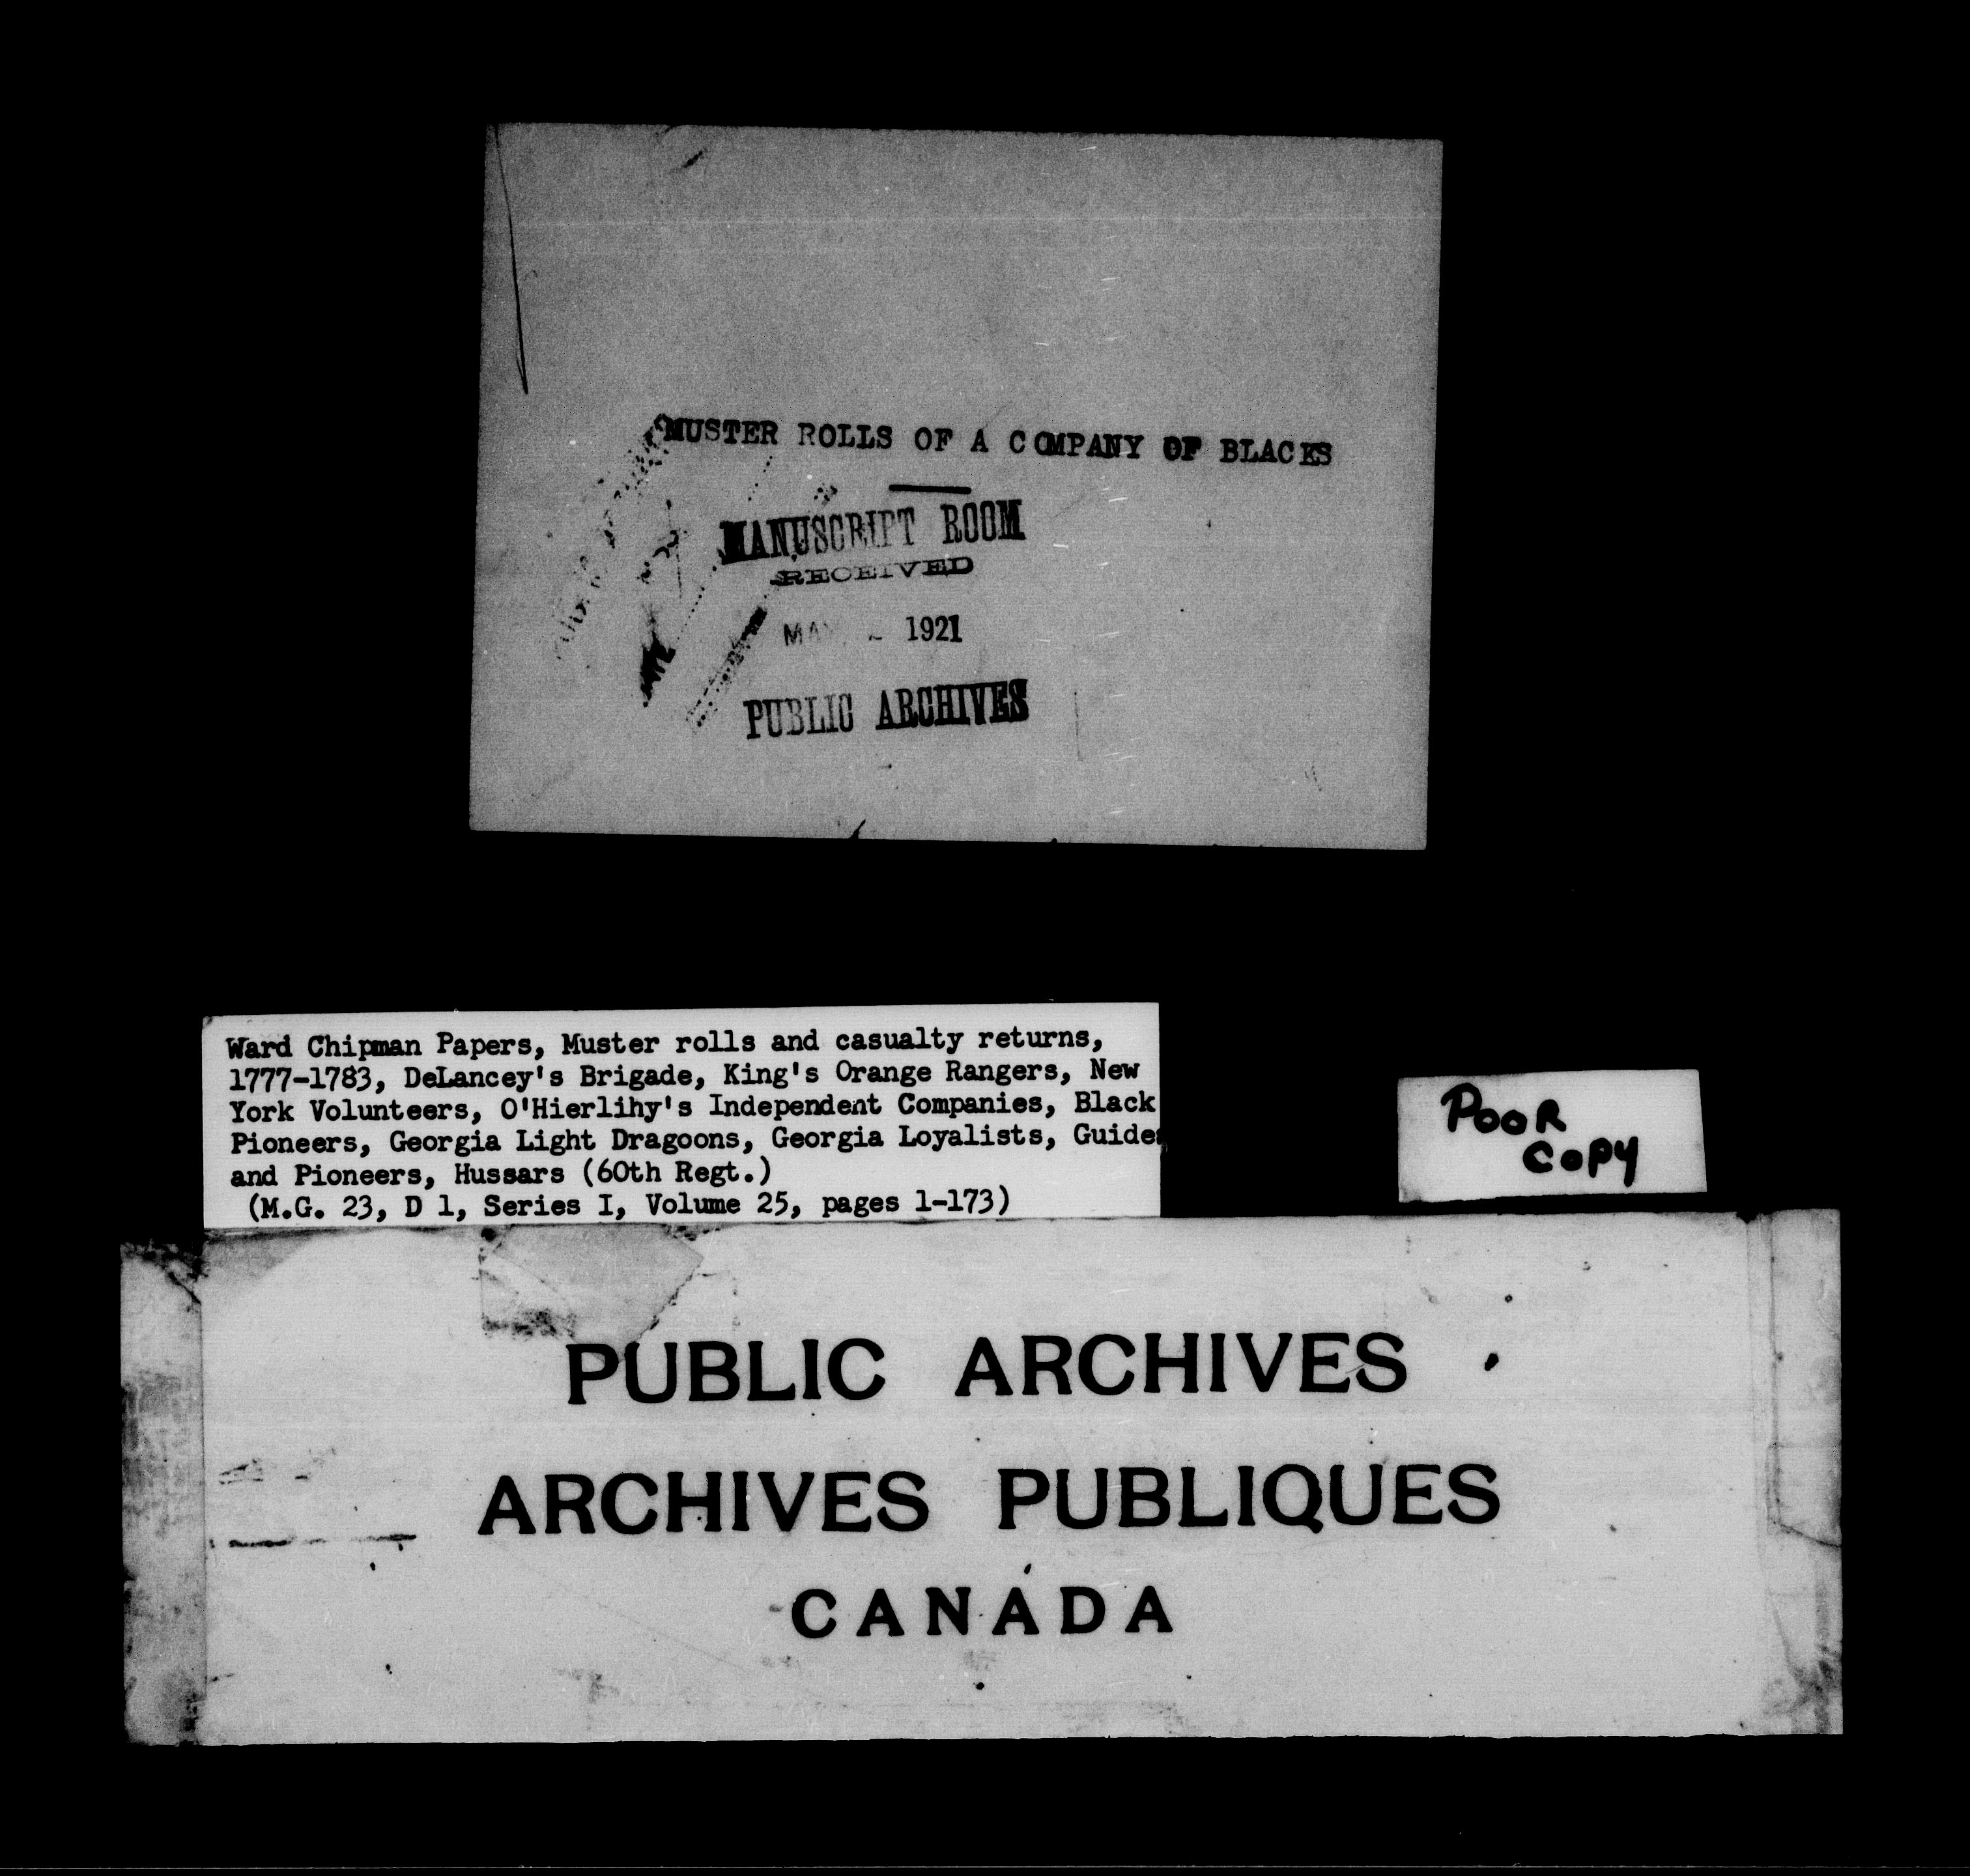 MUSTER ROLLS OF A COMPANY OF BLACKS
MANUSCRIPT ROOM
RECEIVED
MAY 1921
PUBLIC ARCHIVES
Ward Chipman Papers, Muster rolls and casualty returns,
1777-1783, DeLancey's Brigade, King's Orange Rangers, New
York Volunteers, O'Hierlihy's Independent Companies, Black
Pioneers, Georgia Light Dragoons, Georgia Loyalists, Guides
and Pioneers, Hussars (60th Regt.)
(M.G. 23, D 1, Series I, Volume 25, pages 1-173)
POOR
COPY
PUBLIC ARCHIVES
ARCHIVES PUBLIQUES
CANADA